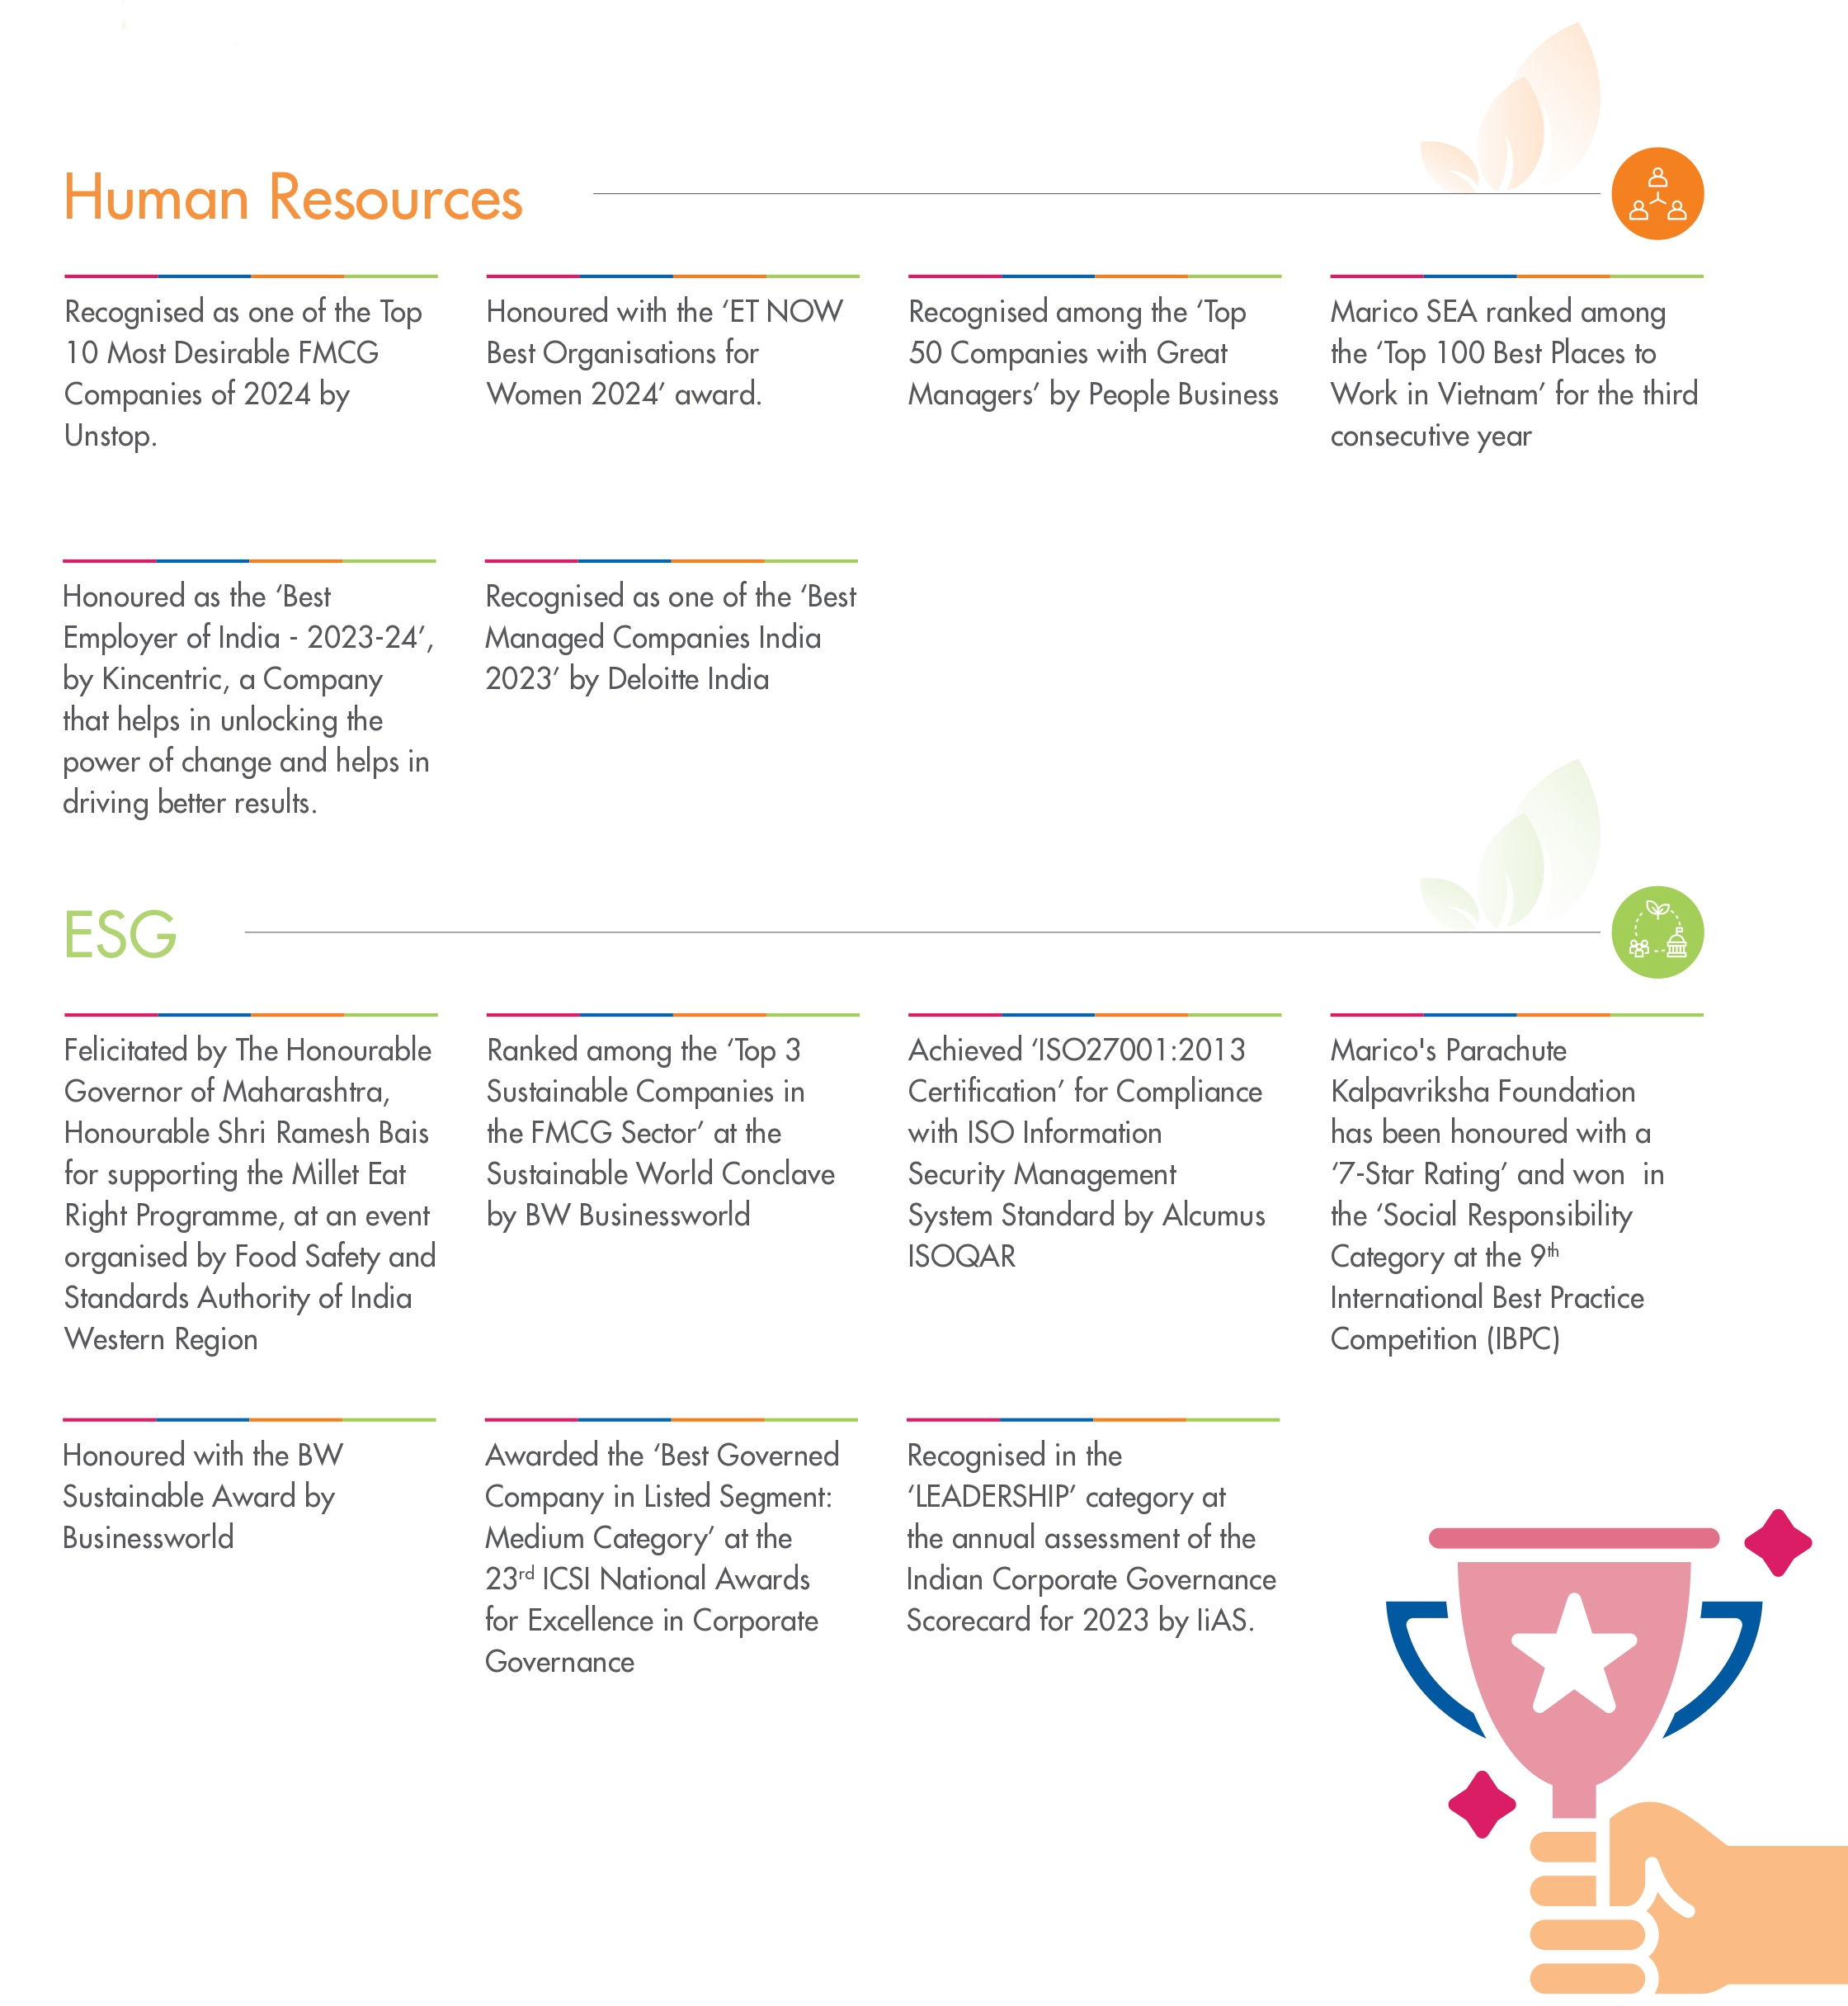 Human Resources
Recognised as one of the Top
10 Most Desirable FMCG
Companies of 2024 by
Unstop.
Honoured with the ‘ET NOW
Best Organisations for
Women 2024’ award.
Recognised among the ‘Top
50 Companies with Great
Managers’ by People Business
Marico SEA ranked among
the ‘Top 100 Best Places to
Work in Vietnam’ for the third
consecutive year
Honoured as the ‘Best
Employer of India - 2023-24’,
by Kincentric, a Company
that helps in unlocking the
power of change and helps in
driving better results.
Recognised as one of the ‘Best
Managed Companies India
2023’ by Deloitte India
ESG
Felicitated by The Honourable
Governor of Maharashtra,
Honourable Shri Ramesh Bais
for supporting the Millet Eat
Right Programme, at an event
organised by Food Safety and
Standards Authority of India
Western Region
Ranked among the ‘Top 3
Sustainable Companies in
the FMCG Sector’ at the
Sustainable World Conclave
by BW Businessworld
Achieved ‘ISO27001:2013
Certification’ for Compliance
with ISO Information
Security Management
System Standard by Alcumus
ISOQAR
Marico's Parachute
Kalpavriksha Foundation
has been honoured with a
‘7-Star Rating’ and won  in
the ‘Social Responsibility
Category at the 9th
International Best Practice
Competition (IBPC)
Honoured with the BW
Sustainable Award by
Businessworld
Awarded the ‘Best Governed
Company in Listed Segment:
Medium Category’ at the
23rd ICSI National Awards
for Excellence in Corporate
Governance
Recognised in the
‘LEADERSHIP’ category at
the annual assessment of the
Indian Corporate Governance
Scorecard for 2023 by IiAS.